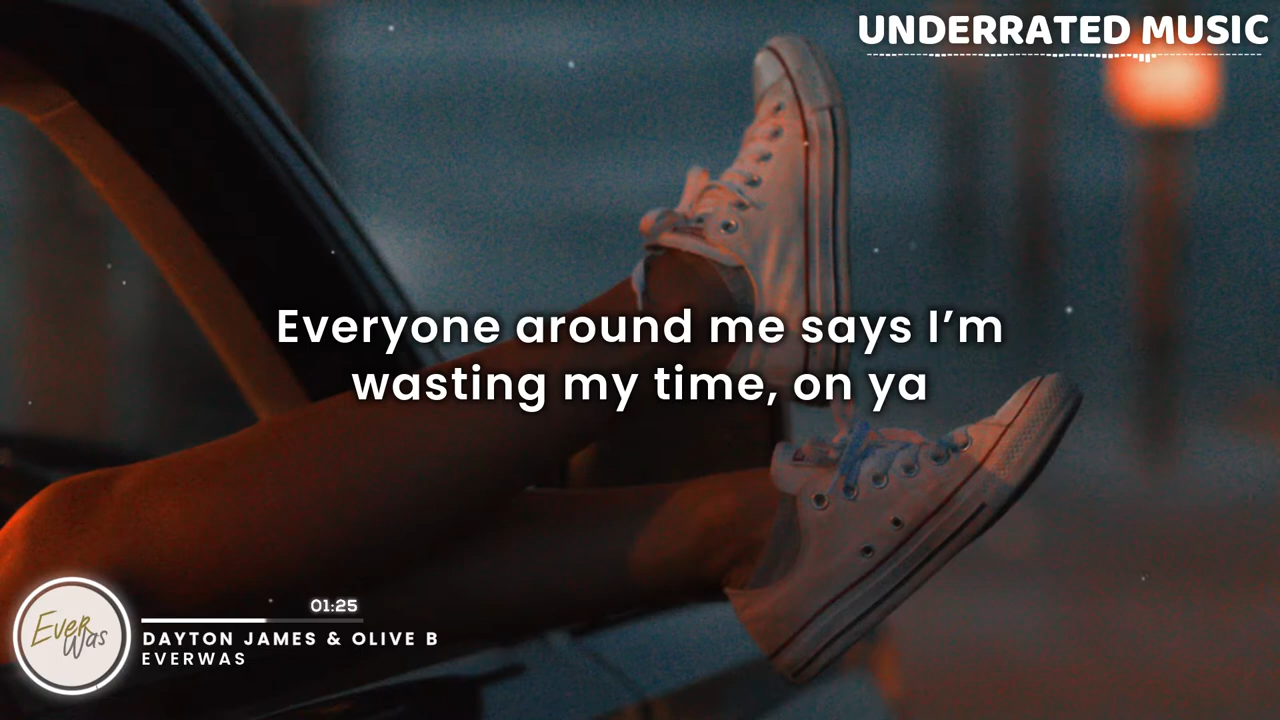 UNDERRATED MUSIC
Everyone around me says I’m
wasting my time, on ya
01:25
Ever
Was
DAYTON JAMES & OLIVE B
EVERWAS